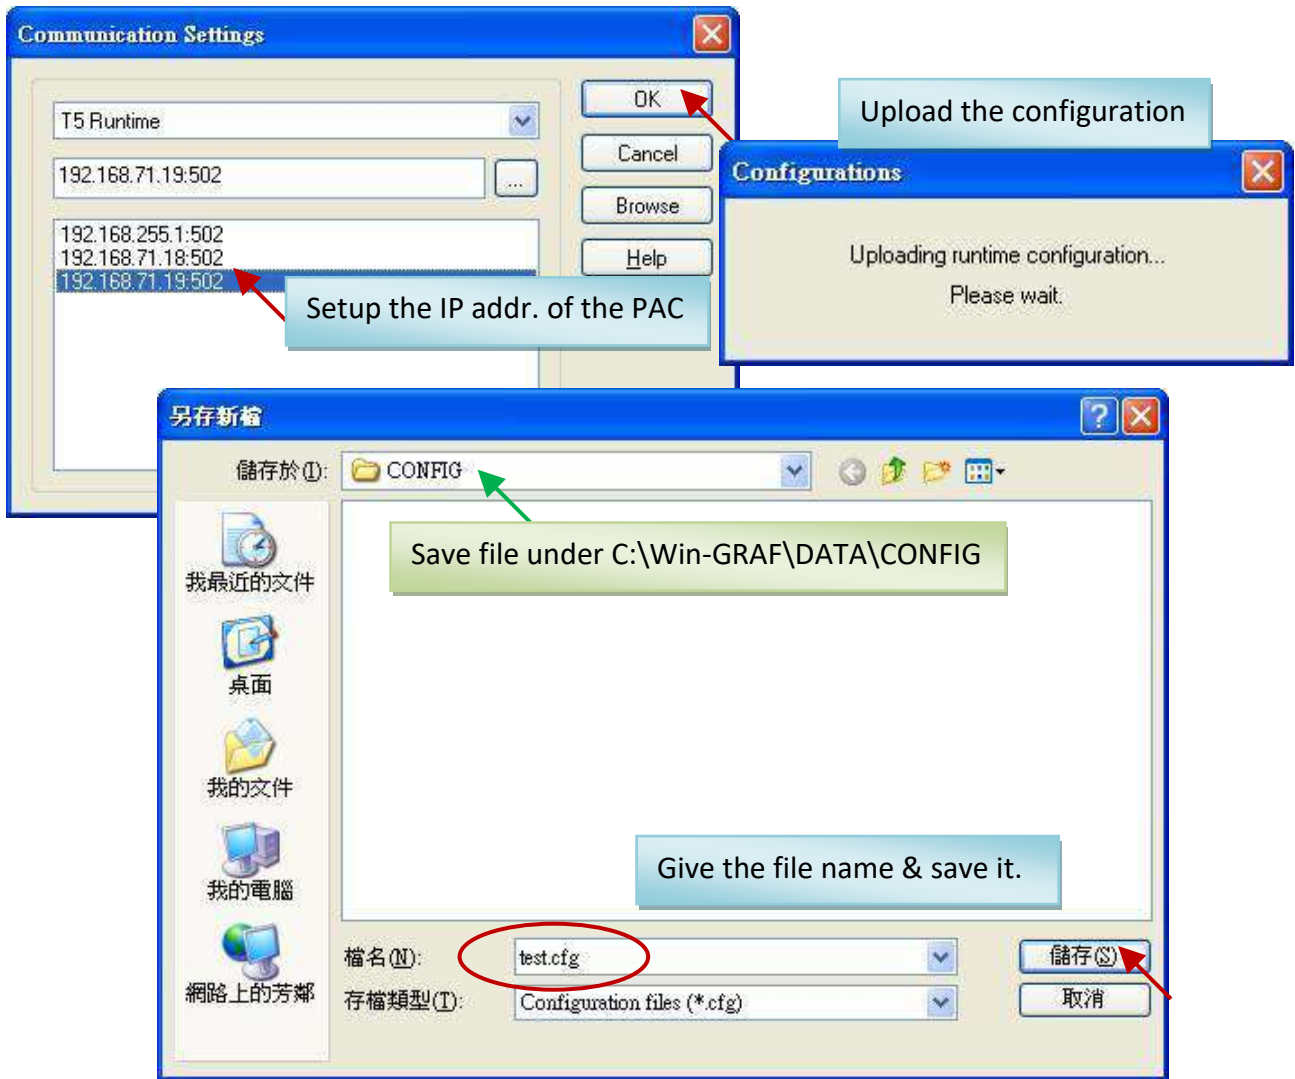 Communication Settings
T5 Runtime
192.168.71.19:502
...
192.168.255.1:502
192.168.71.18:502
192.168.71.19:502
OK
Cancel
Browse
Help
Setup the IP addr. of the PAC
Upload the configuration
Configurations
Uploading runtime configuration...
Please wait.
另存新檔
儲存於(I):
CONFIG
Save file under C:\Win-GRAF\DATA\CONFIG
我最近的文件
桌面
我的文件
我的電腦
網路上的芳鄰
Give the file name & save it.
檔名(N):
test.cfg
儲存(S)
存檔類型(T):
Configuration files (*.cfg)
取消